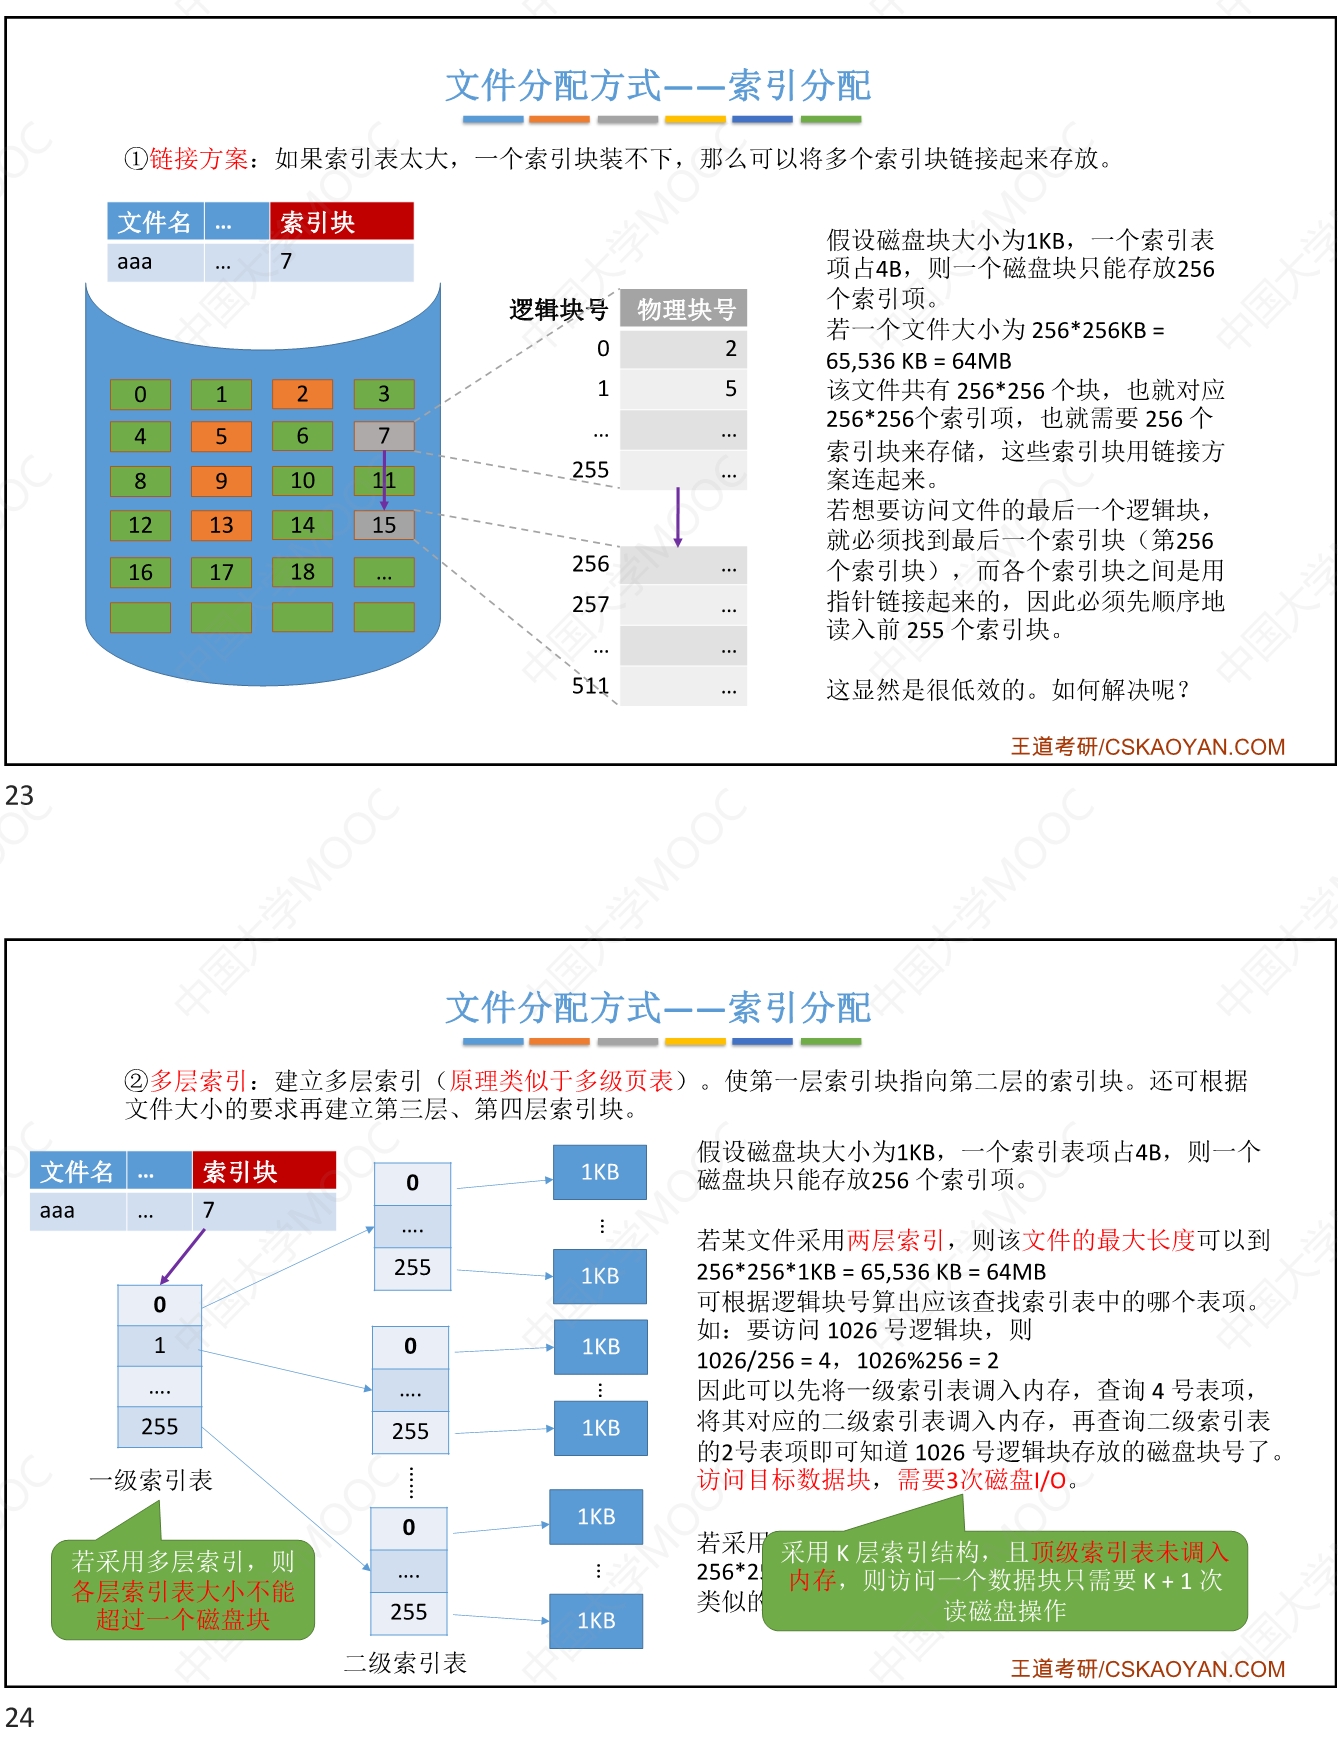 文件分配方式——索引分配
①链接方案：如果索引表太大，一个索引块装不下，那么可以将多个索引块链接起来存放。
文件名 ... 索引块
aaa ... 7
0 1 2 3
4 5 6 7
8 9 10 11
12 13 14 15
16 17 18 ...
逻辑块号 物理块号
0 2
1 5
... ...
255 ...
256 ...
257 ...
... ...
511 ...
假设磁盘块大小为1KB，一个索引表
项占4B，则一个磁盘块只能存放256
个索引项。
若一个文件大小为 256*256KB =
65,536 KB = 64MB
该文件共有 256*256 个块，也就对应
256*256个索引项，也就需要 256 个
索引块来存储，这些索引块用链接方
案连起来。
若想要访问文件的最后一个逻辑块，
就必须找到最后一个索引块（第256
个索引块），而各个索引块之间是用
指针链接起来的，因此必须先顺序地
读入前 255 个索引块。
这显然是很低效的。如何解决呢？
王道考研/CSKAOYAN.COM
23
文件分配方式——索引分配
②多层索引：建立多层索引（原理类似于多级页表）。使第一层索引块指向第二层的索引块。还可根据
文件大小的要求再建立第三层、第四层索引块。
文件名 ... 索引块
aaa ... 7
0
1
....
255
一级索引表
若采用多层索引，则
各层索引表大小不能
超过一个磁盘块
0
....
255
0
....
255
......
0
....
255
二级索引表
1KB
...
1KB
1KB
...
1KB
1KB
...
1KB
假设磁盘块大小为1KB，一个索引表项占4B，则一个
磁盘块只能存放256 个索引项。
若某文件采用两层索引，则该文件的最大长度可以到
256*256*1KB = 65,536 KB = 64MB
可根据逻辑块号算出应该查找索引表中的哪个表项。
如：要访问 1026 号逻辑块，则
1026/256 = 4，1026%256 = 2
因此可以先将一级索引表调入内存，查询 4 号表项，
将其对应的二级索引表调入内存，再查询二级索引表
的2号表项即可知道 1026 号逻辑块存放的磁盘块号了。
访问目标数据块，需要3次磁盘I/O。
若采用
256*2
类似的
采用 K 层索引结构，且顶级索引表未调入
内存，则访问一个数据块只需要 K + 1 次
读磁盘操作
王道考研/CSKAOYAN.COM
24
中国大学MOOC